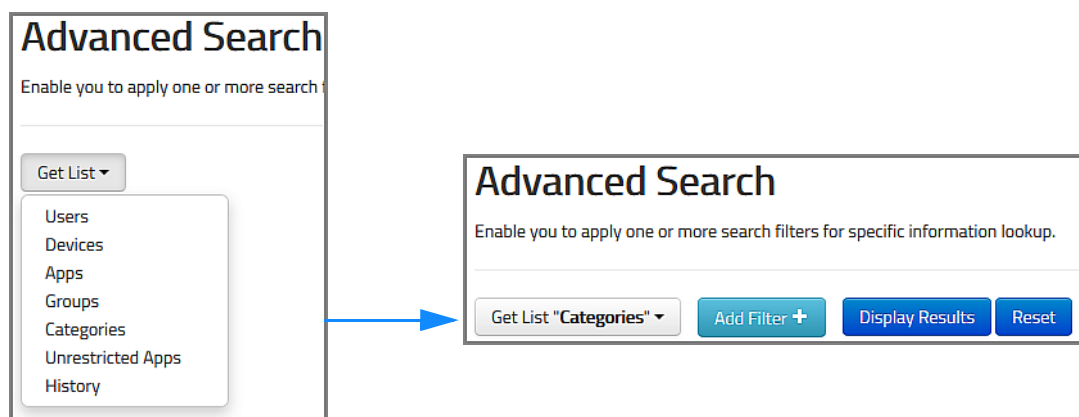 Advanced Search
Enable you to apply one or more search
Get List
Users
Devices
Apps
Groups
Categories
Unrestricted Apps
History
Advanced Search
Enable you to apply one or more search filters for specific information lookup.
Get List "Categories" Add Filter + Display Results Reset